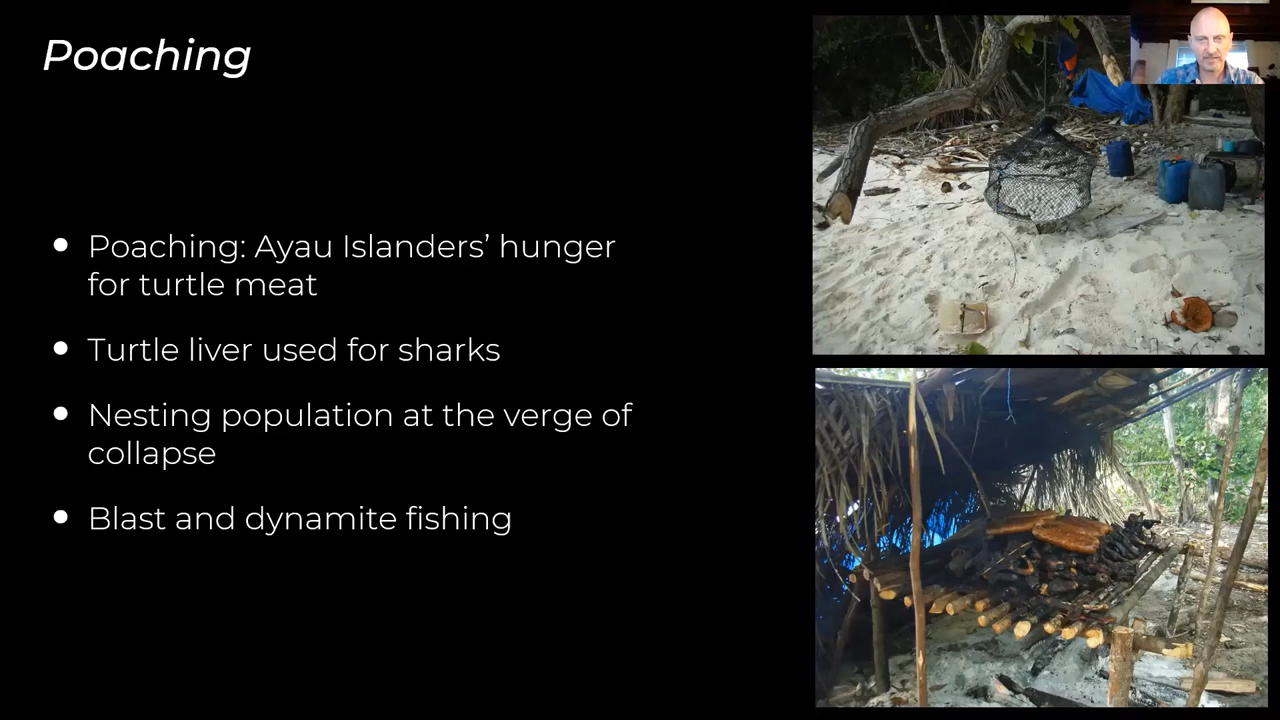 Poaching
• Poaching: Ayau Islanders’ hunger
for turtle meat
• Turtle liver used for sharks
• Nesting population at the verge of
collapse
• Blast and dynamite fishing